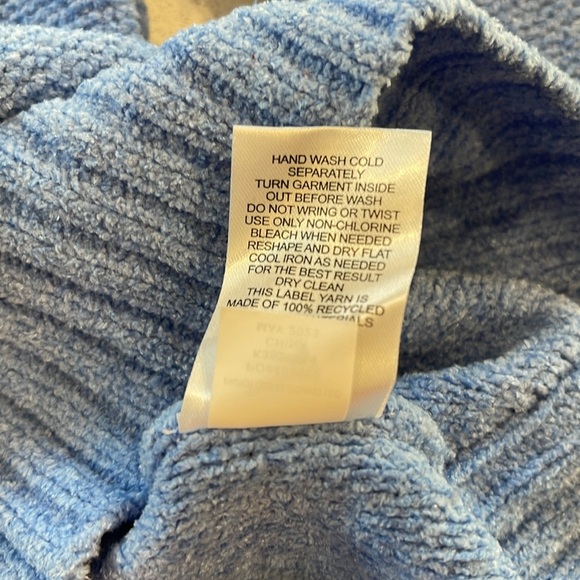 HAND WASH COLD
SEPARATELY
TURN GARMENT INSIDE
OUT BEFORE WASH
DO NOT WRING OR TWIST
USE ONLY NON-CHLORINE
BLEACH WHEN NEEDED
RESHAPE AND DRY FLAT
COOL IRON AS NEEDED
FOR THE BEST RESULT
DRY CLEAN
THIS LABEL YARN IS
MADE OF 100% RECYCLED